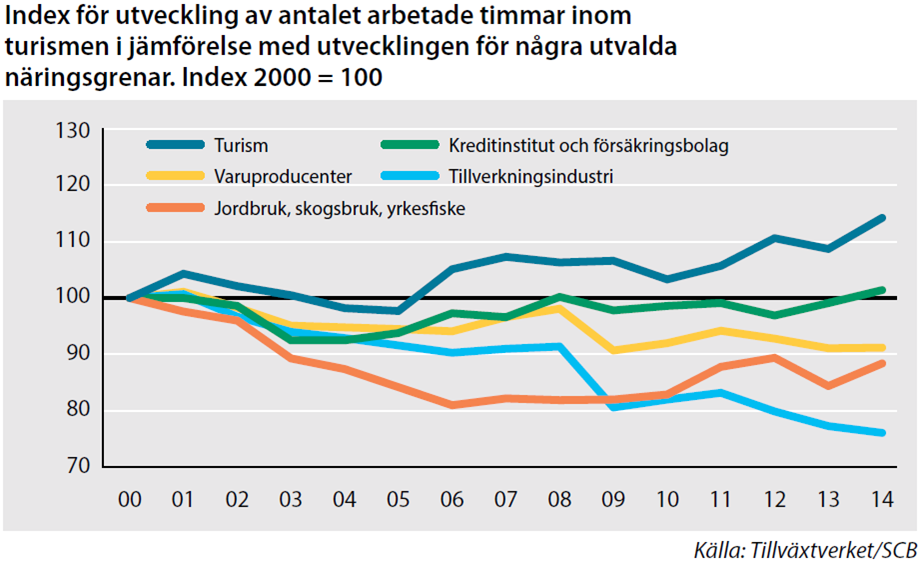 Index för utveckling av antalet arbetade timmar inom
turismen i jämförelse med utvecklingen för några utvalda
näringsgrenar. Index 2000 = 100
130
Turism
Kreditinstitut och försäkringsbolag
Varuproducenter
Tillverkningsindustri
120
Jordbruk, skogsbruk, yrkesfiske
110
100
90
80
70
00 01 02 03 04 05 06 07 08 09 10 11 12 13 14
Källa: Tillväxtverket/SCB